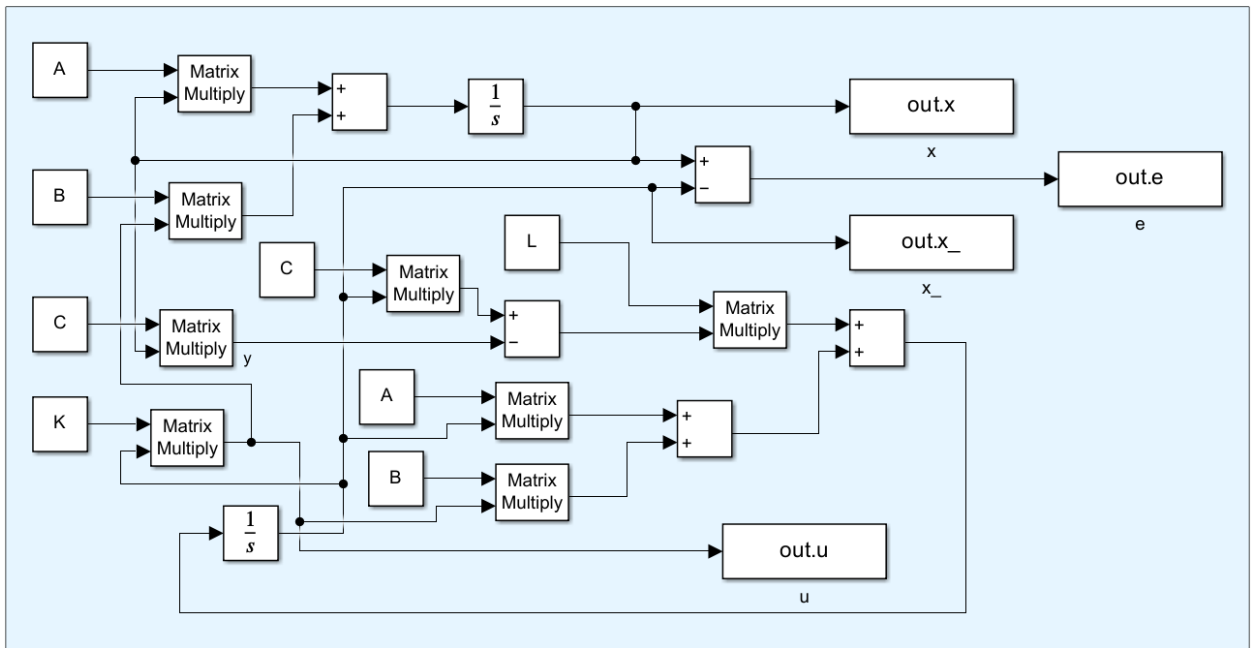 A
Matrix
Multiply
+
+
1
s
out.x
x
+
−
out.e
e
B
Matrix
Multiply
L
out.x_
x_
C
Matrix
Multiply
+
−
Matrix
Multiply
+
+
C
Matrix
Multiply
y
A
Matrix
Multiply
+
+
K
Matrix
Multiply
B
Matrix
Multiply
1
s
out.u
u